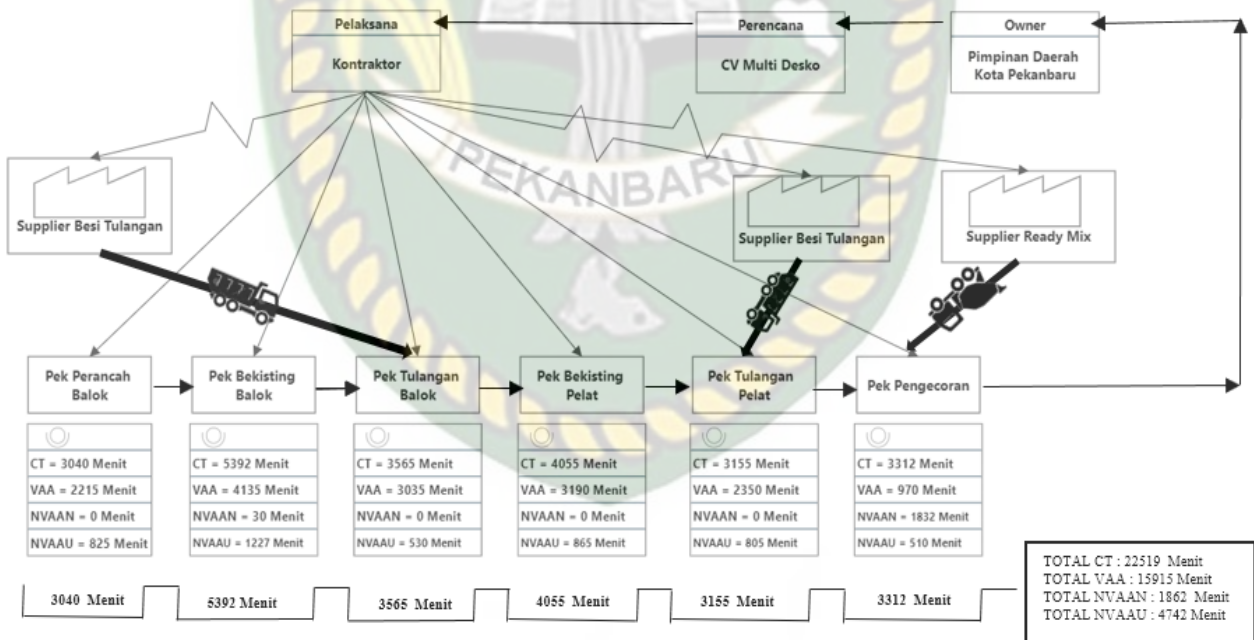 Pelaksana
Kontraktor
Perencana
CV Multi Desko
Owner
Pimpinan Daerah
Kota Pekanbaru
PEKANBARU
Supplier Besi Tulangan
Supplier Besi Tulangan
Supplier Ready Mix
Pek Perancah
Balok
Pek Bekisting
Balok
Pek Tulangan
Balok
Pek Bekisting
Pelat
Pek Tulangan
Pelat
Pek Pengecoran
CT = 3040 Menit
VAA = 2215 Menit
NVAAN = 0 Menit
NVAAU = 825 Menit
CT = 5392 Menit
VAA = 4135 Menit
NVAAN = 30 Menit
NVAAU = 1227 Menit
CT = 3565 Menit
VAA = 3035 Menit
NVAAN = 0 Menit
NVAAU = 530 Menit
CT = 4055 Menit
VAA = 3190 Menit
NVAAN = 0 Menit
NVAAU = 865 Menit
CT = 3155 Menit
VAA = 2350 Menit
NVAAN = 0 Menit
NVAAU = 805 Menit
CT = 3312 Menit
VAA = 970 Menit
NVAAN = 1832 Menit
NVAAU = 510 Menit
3040 Menit
5392 Menit
3565 Menit
4055 Menit
3155 Menit
3312 Menit
TOTAL CT : 22519 Menit
TOTAL VAA : 15915 Menit
TOTAL NVAAN : 1862 Menit
TOTAL NVAAU : 4742 Menit